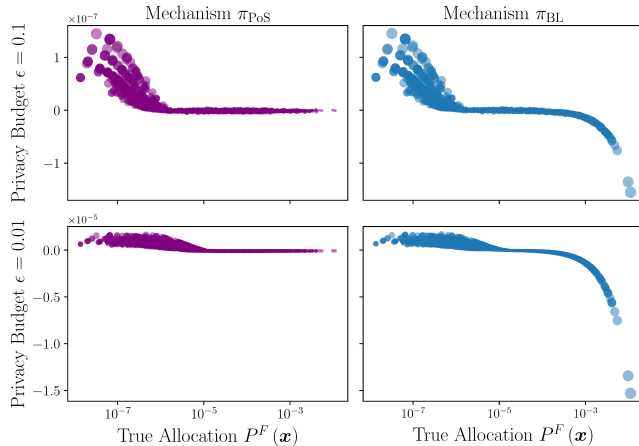 Mechanism π_PoS Mechanism π_BL
×10⁻⁷
Privacy Budget ϵ = 0.1
1
0
−1
×10⁻⁵
Privacy Budget ϵ = 0.01
0.0
−0.5
−1.0
−1.5
10⁻⁷ 10⁻⁵ 10⁻³ 10⁻⁷ 10⁻⁵ 10⁻³
True Allocation P^F (x) True Allocation P^F (x)